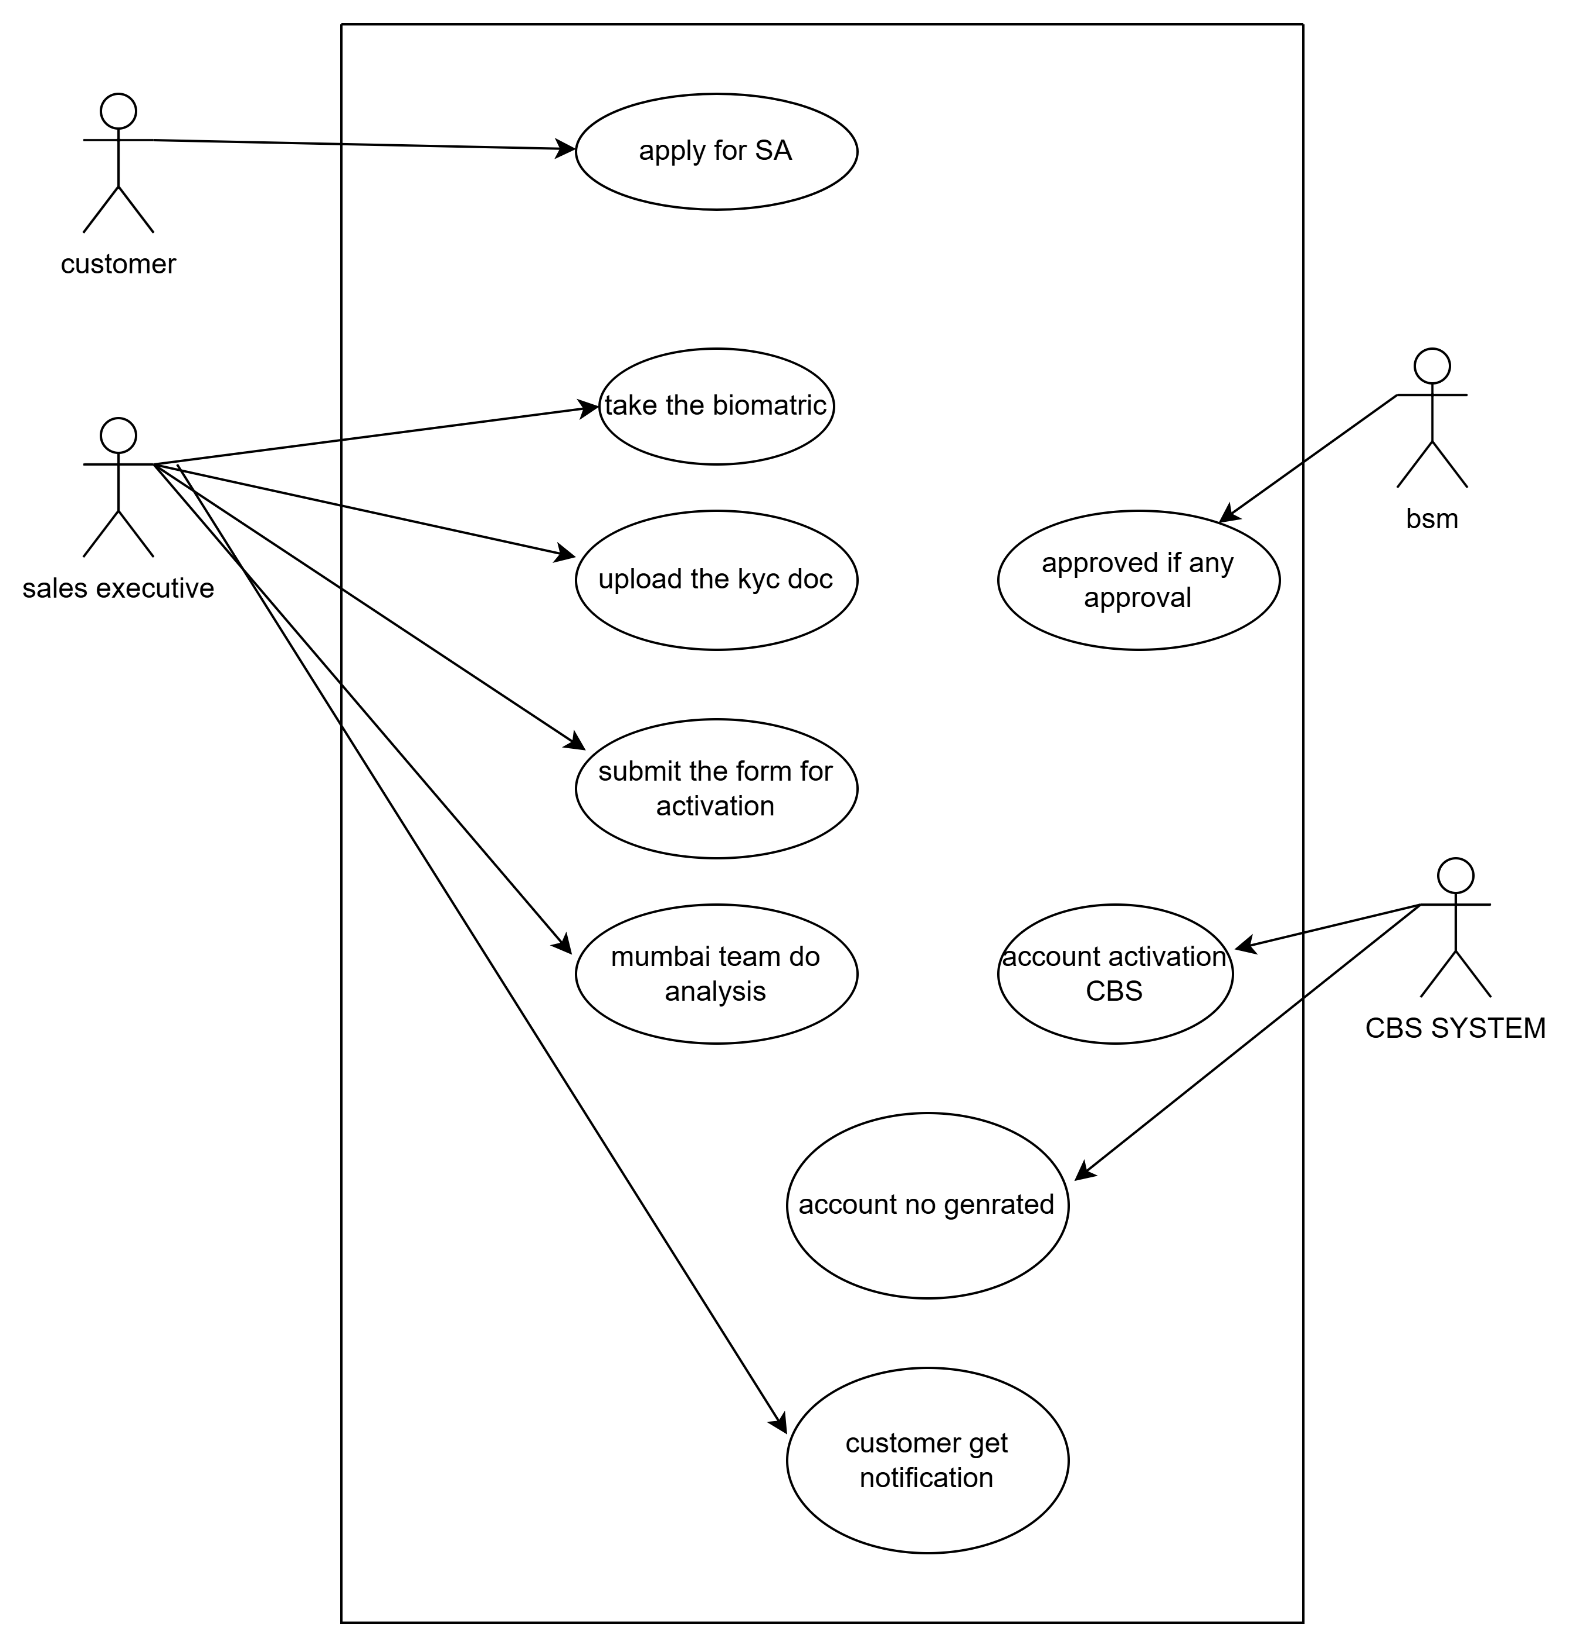 apply for SA
customer
take the biomatric
bsm
sales executive
upload the kyc doc
approved if any
approval
submit the form for
activation
mumbai team do
analysis
account activation
CBS
CBS SYSTEM
account no genrated
customer get
notification